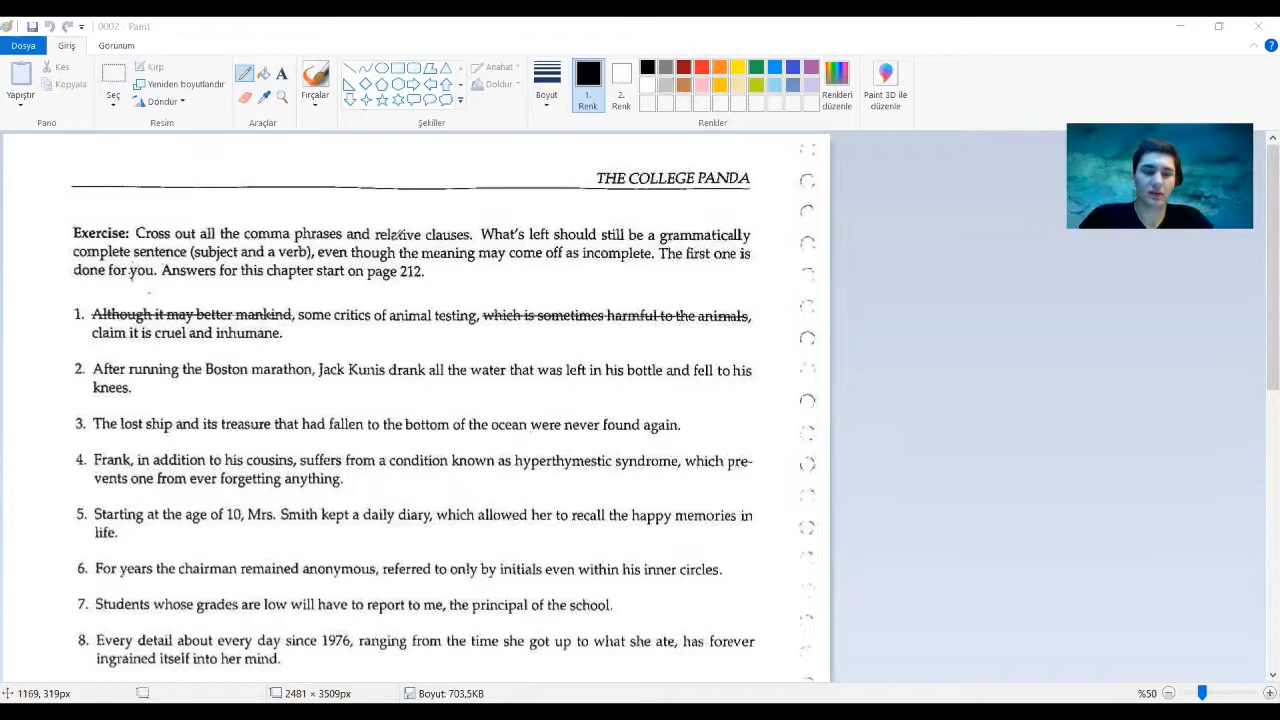 0002 - Paint
Dosya Giriş Görünüm
Yapıştır
Kes
Kopyala
Pano
Seç
Kırp
Yeniden boyutlandır
Döndür
Resim
A
Araçlar
Fırçalar
Anahat
Doldur
Şekiller
Boyut
1.
Renk
2.
Renk
Renkleri
düzenle
Renkler
Paint 3D ile
düzenle
THE COLLEGE PANDA
Exercise: Cross out all the comma phrases and relative clauses. What's left should still be a grammatically
complete sentence (subject and a verb), even though the meaning may come off as incomplete. The first one is
done for you. Answers for this chapter start on page 212.
1. Although it may better mankind, some critics of animal testing, which is sometimes harmful to the animals,
claim it is cruel and inhumane.
2. After running the Boston marathon, Jack Kunis drank all the water that was left in his bottle and fell to his
knees.
3. The lost ship and its treasure that had fallen to the bottom of the ocean were never found again.
4. Frank, in addition to his cousins, suffers from a condition known as hyperthymestic syndrome, which pre-
vents one from ever forgetting anything.
5. Starting at the age of 10, Mrs. Smith kept a daily diary, which allowed her to recall the happy memories in
life.
6. For years the chairman remained anonymous, referred to only by initials even within his inner circles.
7. Students whose grades are low will have to report to me, the principal of the school.
8. Every detail about every day since 1976, ranging from the time she got up to what she ate, has forever
ingrained itself into her mind.
1169, 319px 2481 × 3509px Boyut: 703,5KB %50